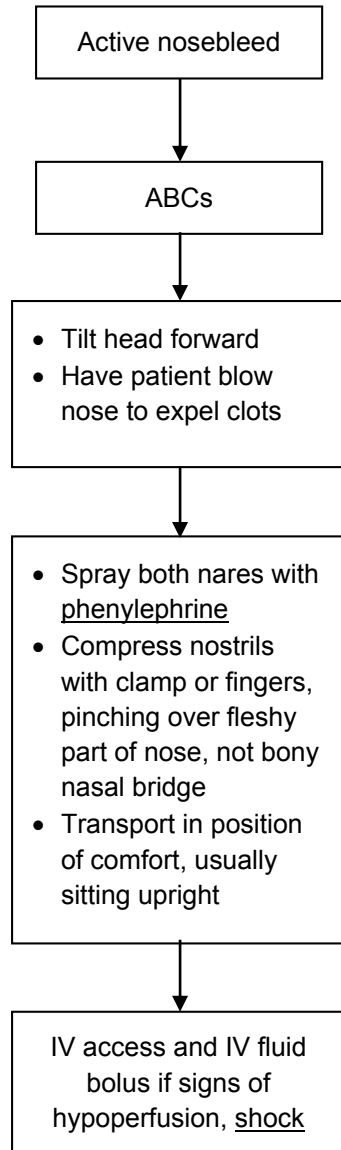 Active nosebleed
ABCs
• Tilt head forward
• Have patient blow
nose to expel clots
• Spray both nares with
phenylephrine
• Compress nostrils
with clamp or fingers,
pinching over fleshy
part of nose, not bony
nasal bridge
• Transport in position
of comfort, usually
sitting upright
IV access and IV fluid
bolus if signs of
hypoperfusion, shock